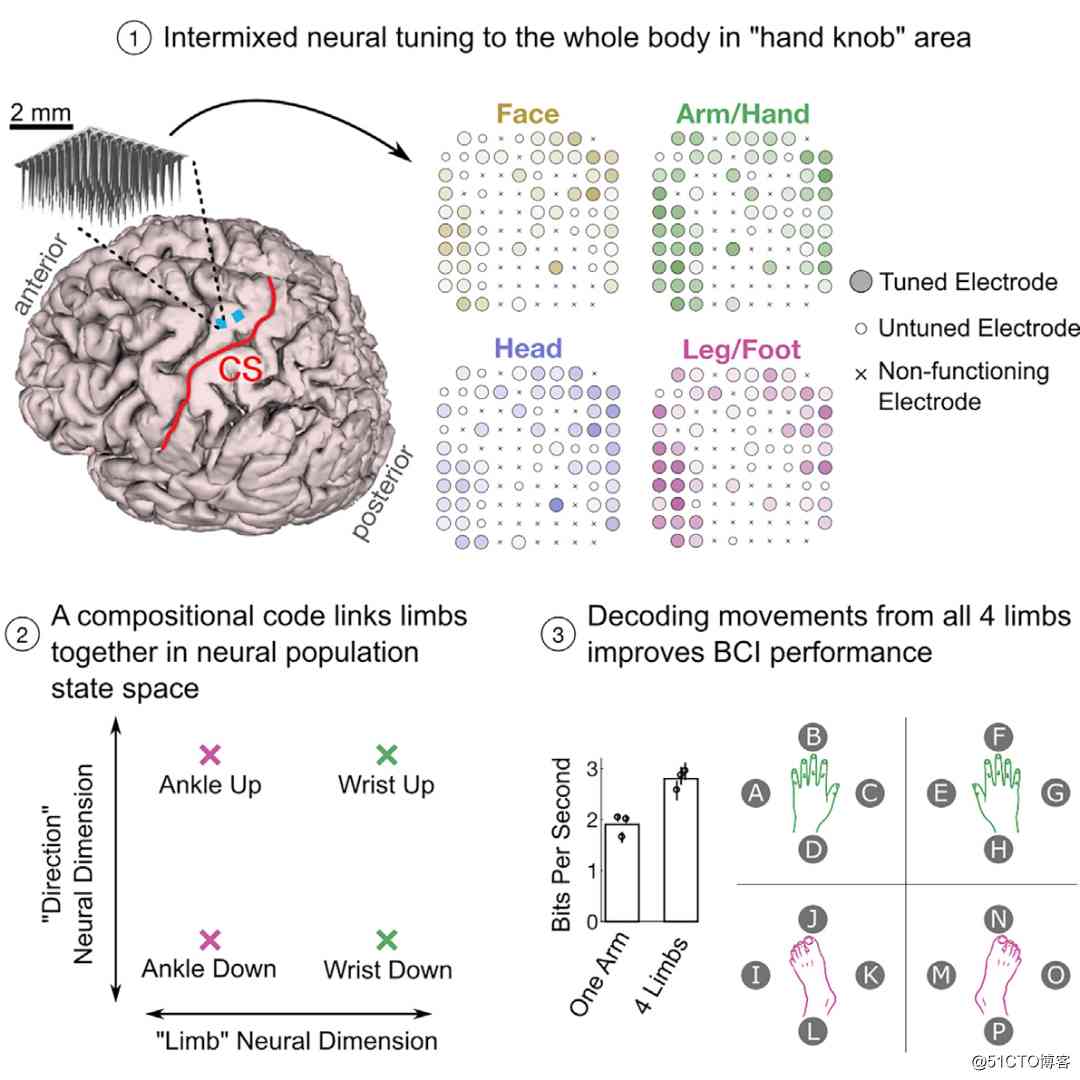 1 Intermixed neural tuning to the whole body in "hand knob" area
2 mm
anterior
CS
posterior
Face
Arm/Hand
Head
Leg/Foot
Tuned Electrode
Untuned Electrode
× Non-functioning
Electrode
2 A compositional code links limbs
together in neural population
state space
"Direction"
Neural Dimension
Ankle Up
Wrist Up
Ankle Down
Wrist Down
"Limb" Neural Dimension
3 Decoding movements from all 4 limbs
improves BCI performance
Bits Per Second
3
2
1
0
One Arm
4 Limbs
B
A
C
D
F
E
G
H
J
I
K
L
N
M
O
P
@51CTO博客